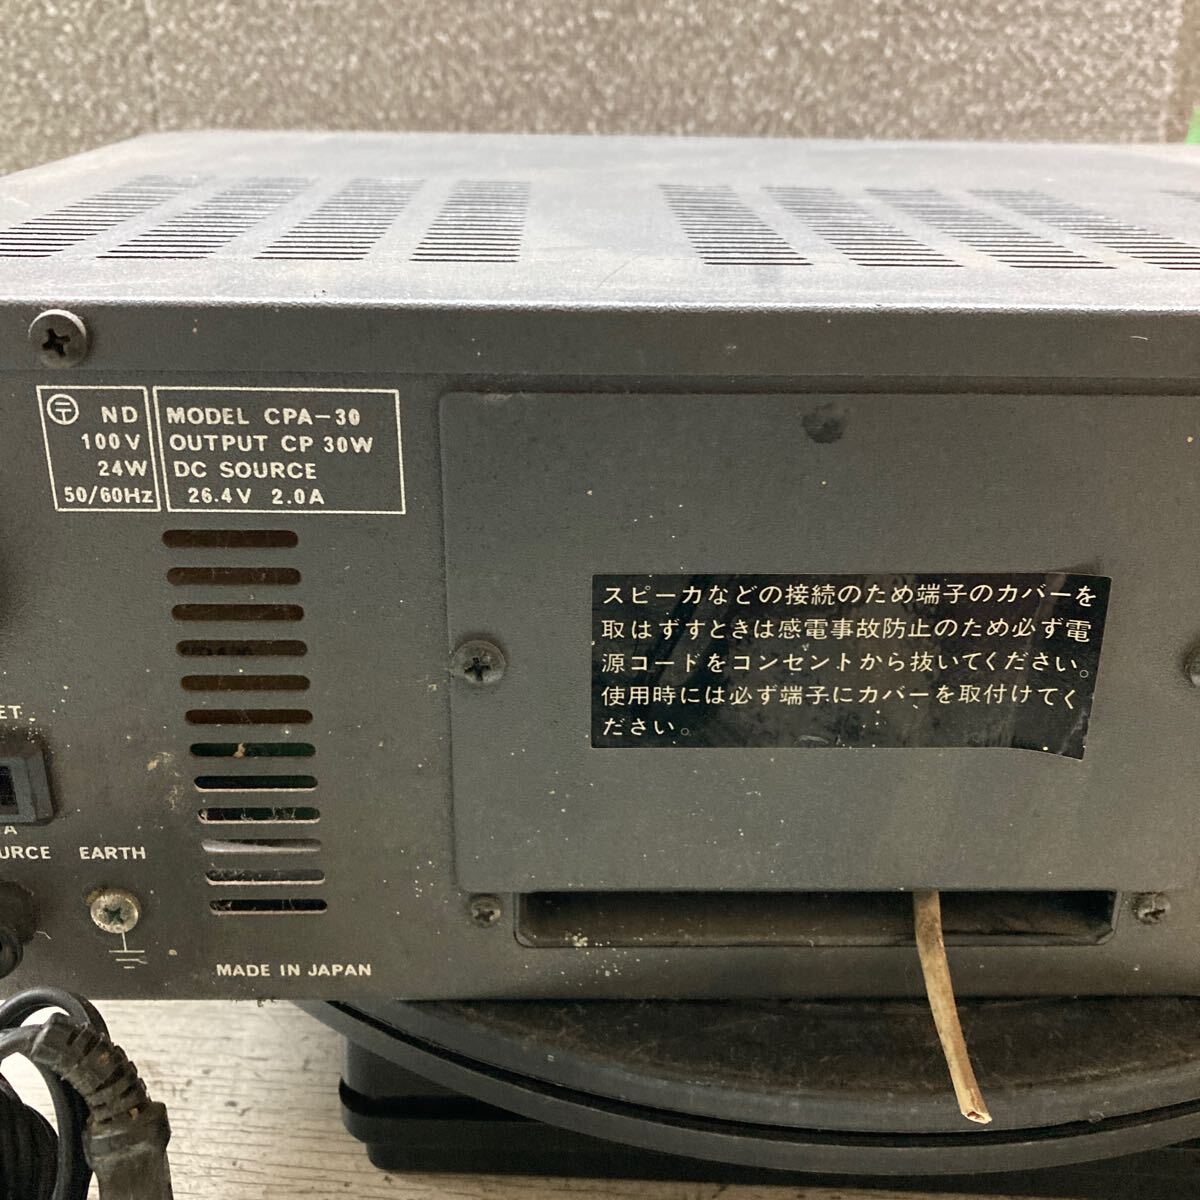 ND
100V
24W
50/60Hz
MODEL CPA-30
OUTPUT CP 30W
DC SOURCE
26.4V 2.0A
スピーカなどの接続のため端子のカバーを
取はずすときは感電事故防止のため必ず電
源コードをコンセントから抜いてください。
使用時には必ず端子にカバーを取付けてく
ださい。
ET
A
URCE
EARTH
MADE IN JAPAN